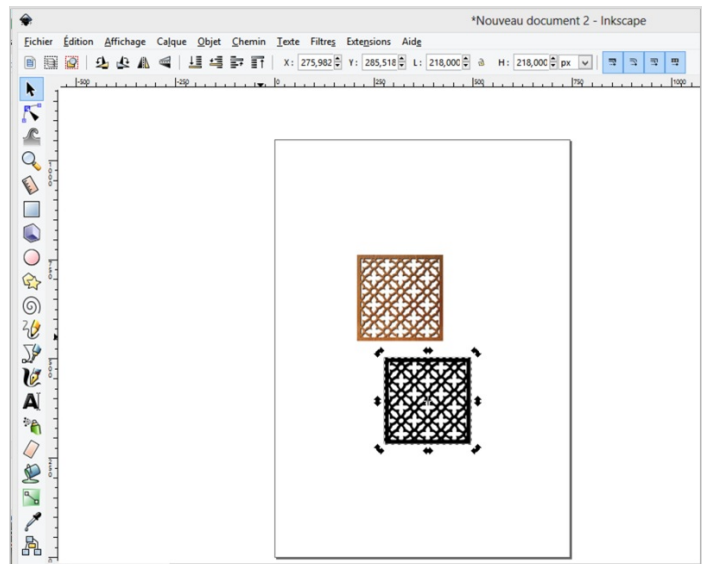 *Nouveau document 2 - Inkscape
Fichier Édition Affichage Calque Objet Chemin Texte Filtres Extensions Aide
X: 275,982 Y: 285,518 L: 218,000 H: 218,000 px
-500 -250 0 250 500 750 1000